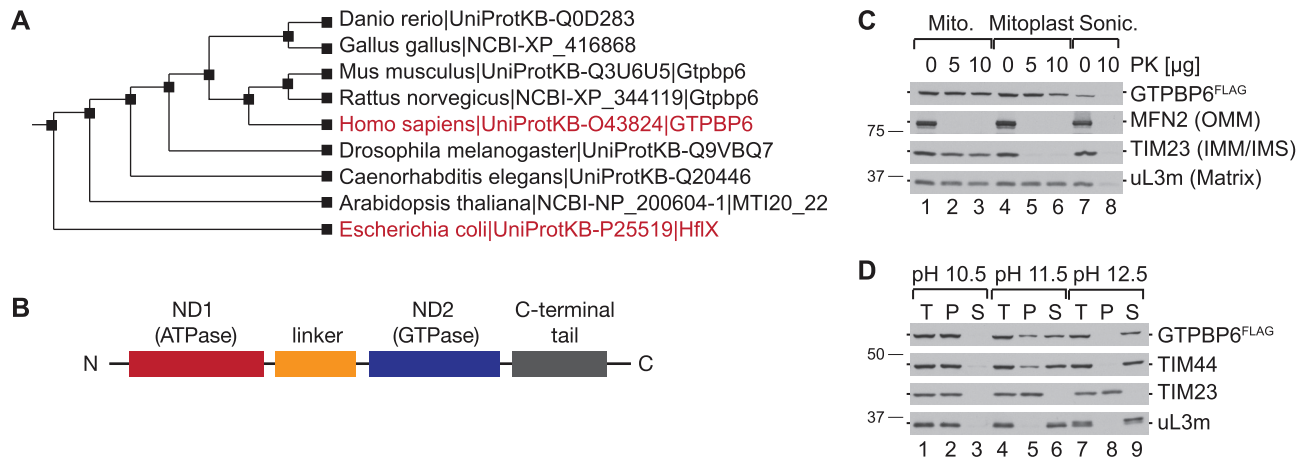 A
Danio rerio|UniProtKB-Q0D283
Gallus gallus|NCBI-XP_416868
Mus musculus|UniProtKB-Q3U6U5|Gtpbp6
Rattus norvegicus|NCBI-XP_344119|Gtpbp6
Homo sapiens|UniProtKB-O43824|GTPBP6
Drosophila melanogaster|UniProtKB-Q9VBQ7
Caenorhabditis elegans|UniProtKB-Q20446
Arabidopsis thaliana|NCBI-NP_200604-1|MTI20_22
Escherichia coli|UniProtKB-P25519|HflX
B
ND1 ND2 C-terminal
(ATPase) linker (GTPase) tail
N C
C
Mito. Mitoplast Sonic.
0 5 10 0 5 10 0 10 PK [µg]
GTPBP6FLAG
MFN2 (OMM)
75
TIM23 (IMM/IMS)
37
uL3m (Matrix)
1 2 3 4 5 6 7 8
D
pH 10.5 pH 11.5 pH 12.5
T P S T P S T P S
GTPBP6FLAG
50
TIM44
TIM23
37
uL3m
1 2 3 4 5 6 7 8 9